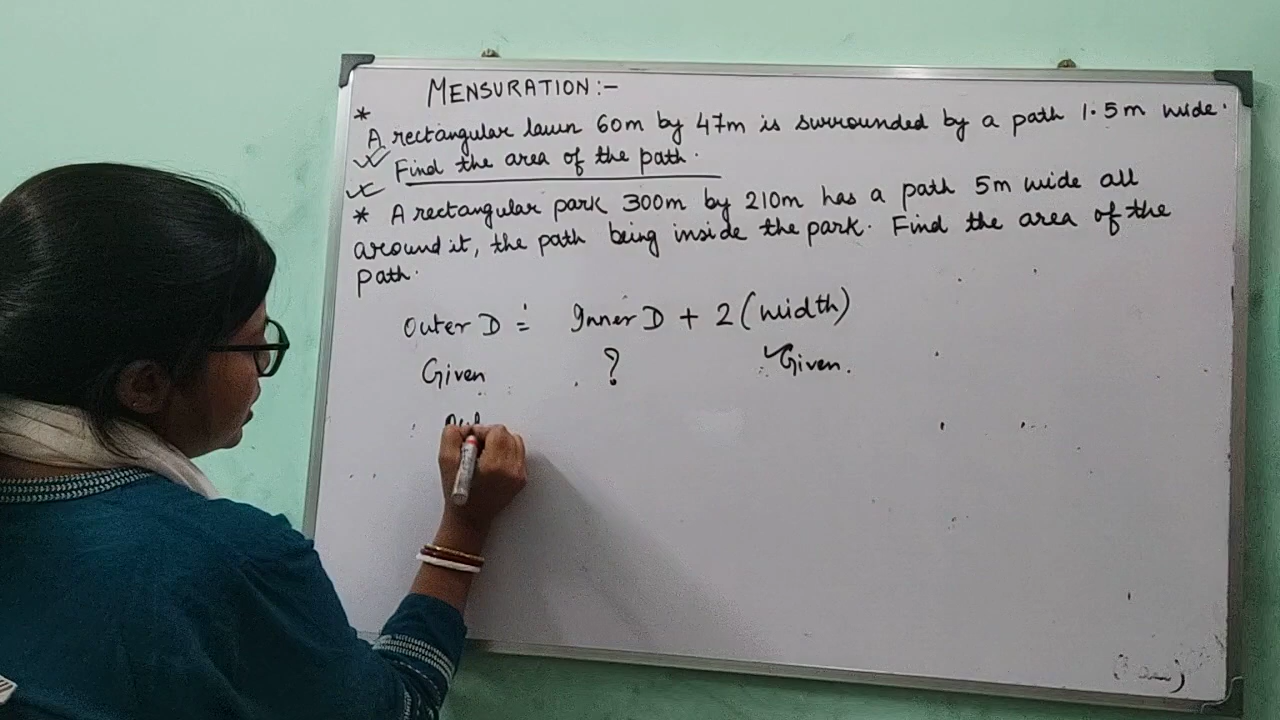 MENSURATION :-
* A rectangular lawn 60m by 47m is surrounded by a path 1.5m wide.
Find the area of the path.
* A rectangular park 300m by 210m has a path 5m wide all
around it, the path being inside the park. Find the area of the
path.
Outer D = Inner D + 2 (width)
Given ? Given.